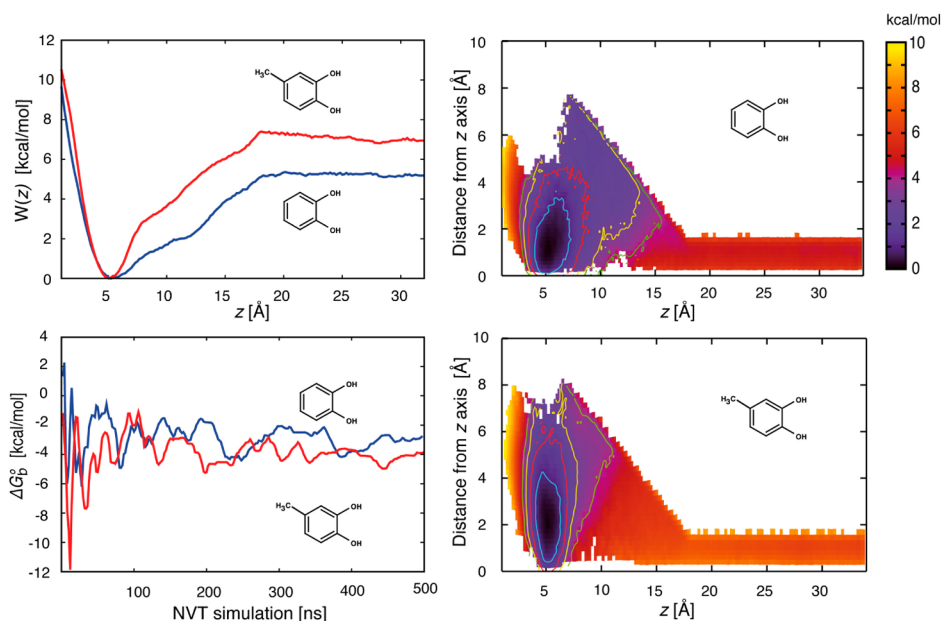 12
10
8
6
4
2
0
W(z) [kcal/mol]
5
10
15
20
25
30
z [Å]
H₃C
OH
OH
OH
OH
10
8
6
4
2
0
Distance from z axis [Å]
5
10
15
20
25
30
z [Å]
OH
OH
kcal/mol
10
8
6
4
2
0
4
2
0
-2
-4
-6
-8
-10
-12
ΔG°b [kcal/mol]
100
200
300
400
500
NVT simulation [ns]
OH
OH
H₃C
OH
OH
10
8
6
4
2
0
Distance from z axis [Å]
5
10
15
20
25
30
z [Å]
H₃C
OH
OH